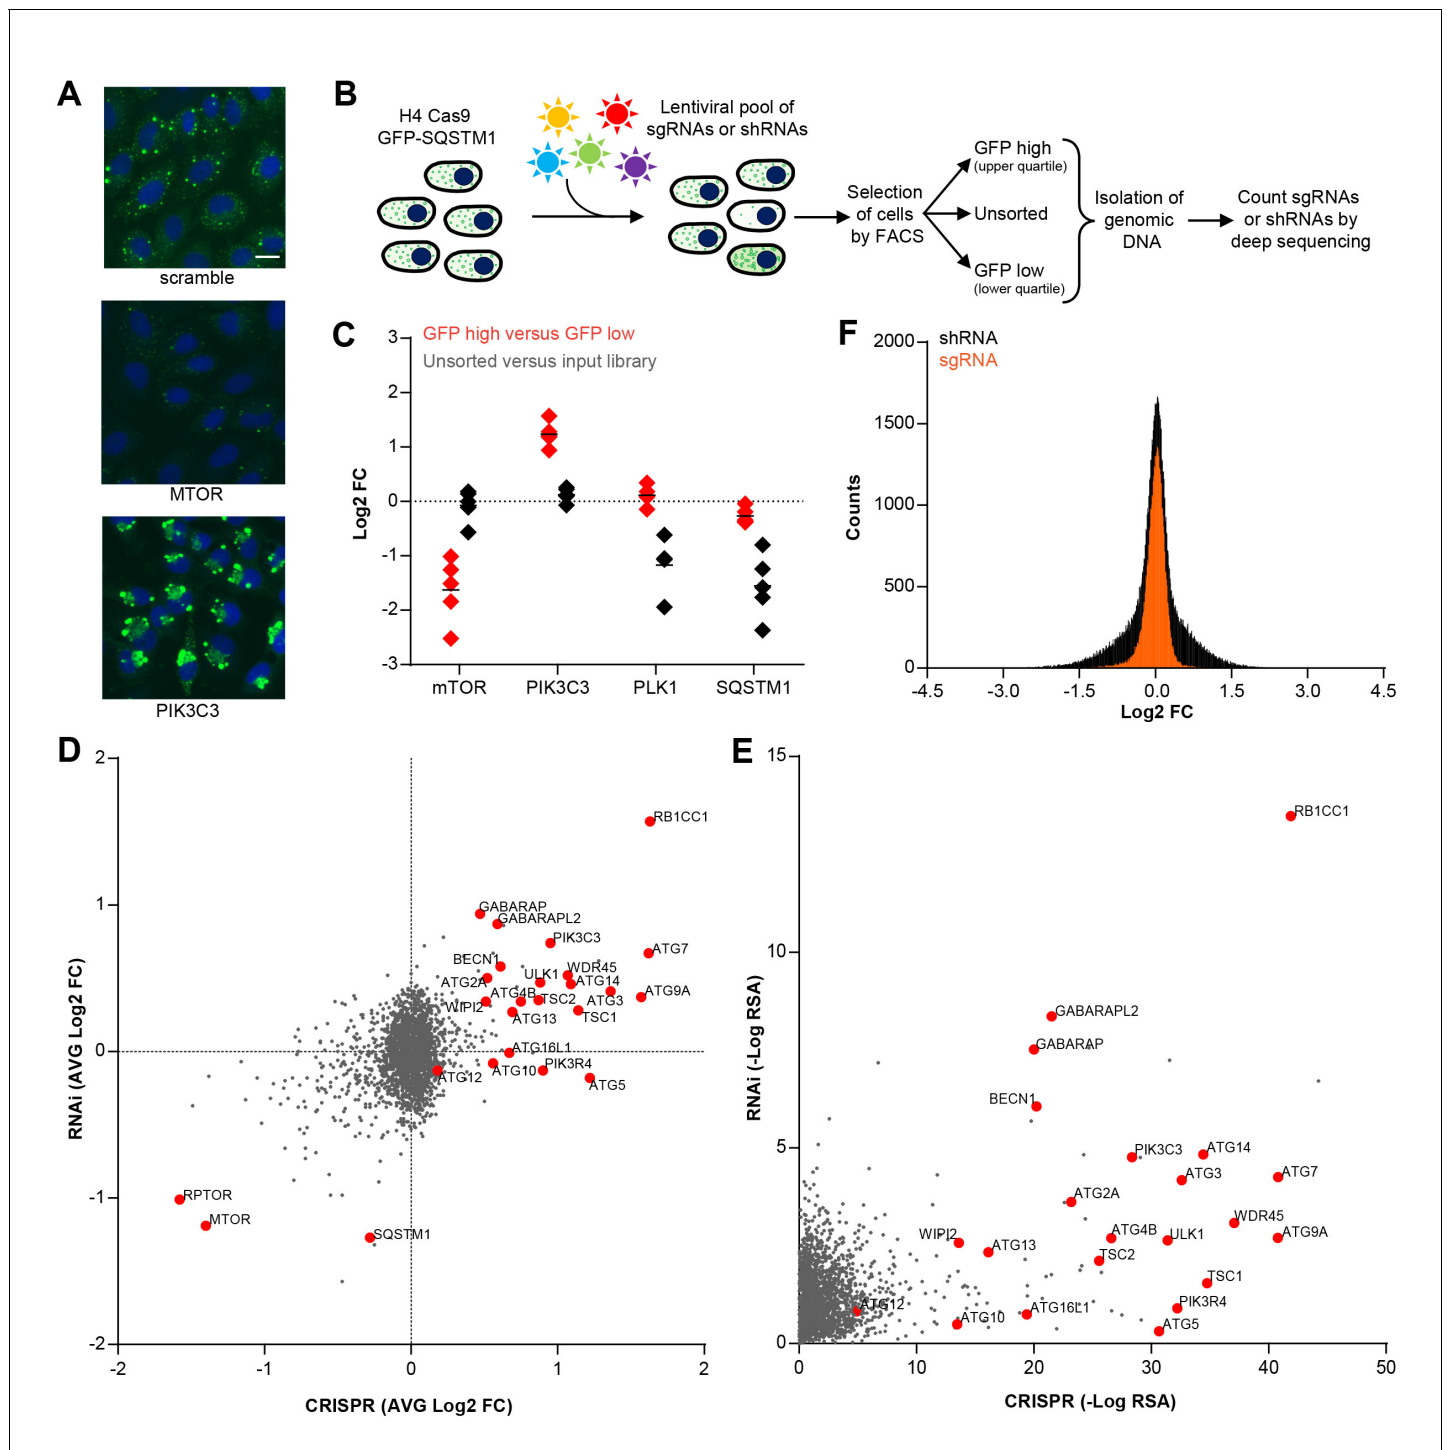 A
scramble
MTOR
PIK3C3
B
H4 Cas9
GFP-SQSTM1
Lentiviral pool of
sgRNAs or shRNAs
Selection
of cells
by FACS
GFP high
(upper quartile)
Unsorted
GFP low
(lower quartile)
Isolation of
genomic
DNA
Count sgRNAs
or shRNAs by
deep sequencing
C
GFP high versus GFP low
Unsorted versus input library
Log2 FC
3
2
1
0
-1
-2
-3
mTOR
PIK3C3
PLK1
SQSTM1
F
shRNA
sgRNA
Counts
2000
1500
1000
500
0
-4.5
-3.0
-1.5
0.0
1.5
3.0
4.5
Log2 FC
D
RNAi (AVG Log2 FC)
2
1
0
-1
-2
RB1CC1
GABARAP
GABARAPL2
PIK3C3
ATG7
BECN1
WDR45
ULK1
ATG2A
ATG14
ATG9A
ATG4B
TSC2
ATG3
WIPI2
ATG13
TSC1
ATG16L1
PIK3R4
ATG10
ATG12
ATG5
RPTOR
MTOR
SQSTM1
-2
-1
0
1
2
CRISPR (AVG Log2 FC)
E
RNAi (-Log RSA)
15
10
5
0
RB1CC1
GABARAPL2
GABARAP
BECN1
PIK3C3
ATG14
ATG3
ATG7
ATG2A
WDR45
WIPI2
ATG4B
ULK1
ATG9A
ATG13
TSC2
TSC1
ATG12
ATG16L1
PIK3R4
ATG10
ATG5
0
10
20
30
40
50
CRISPR (-Log RSA)